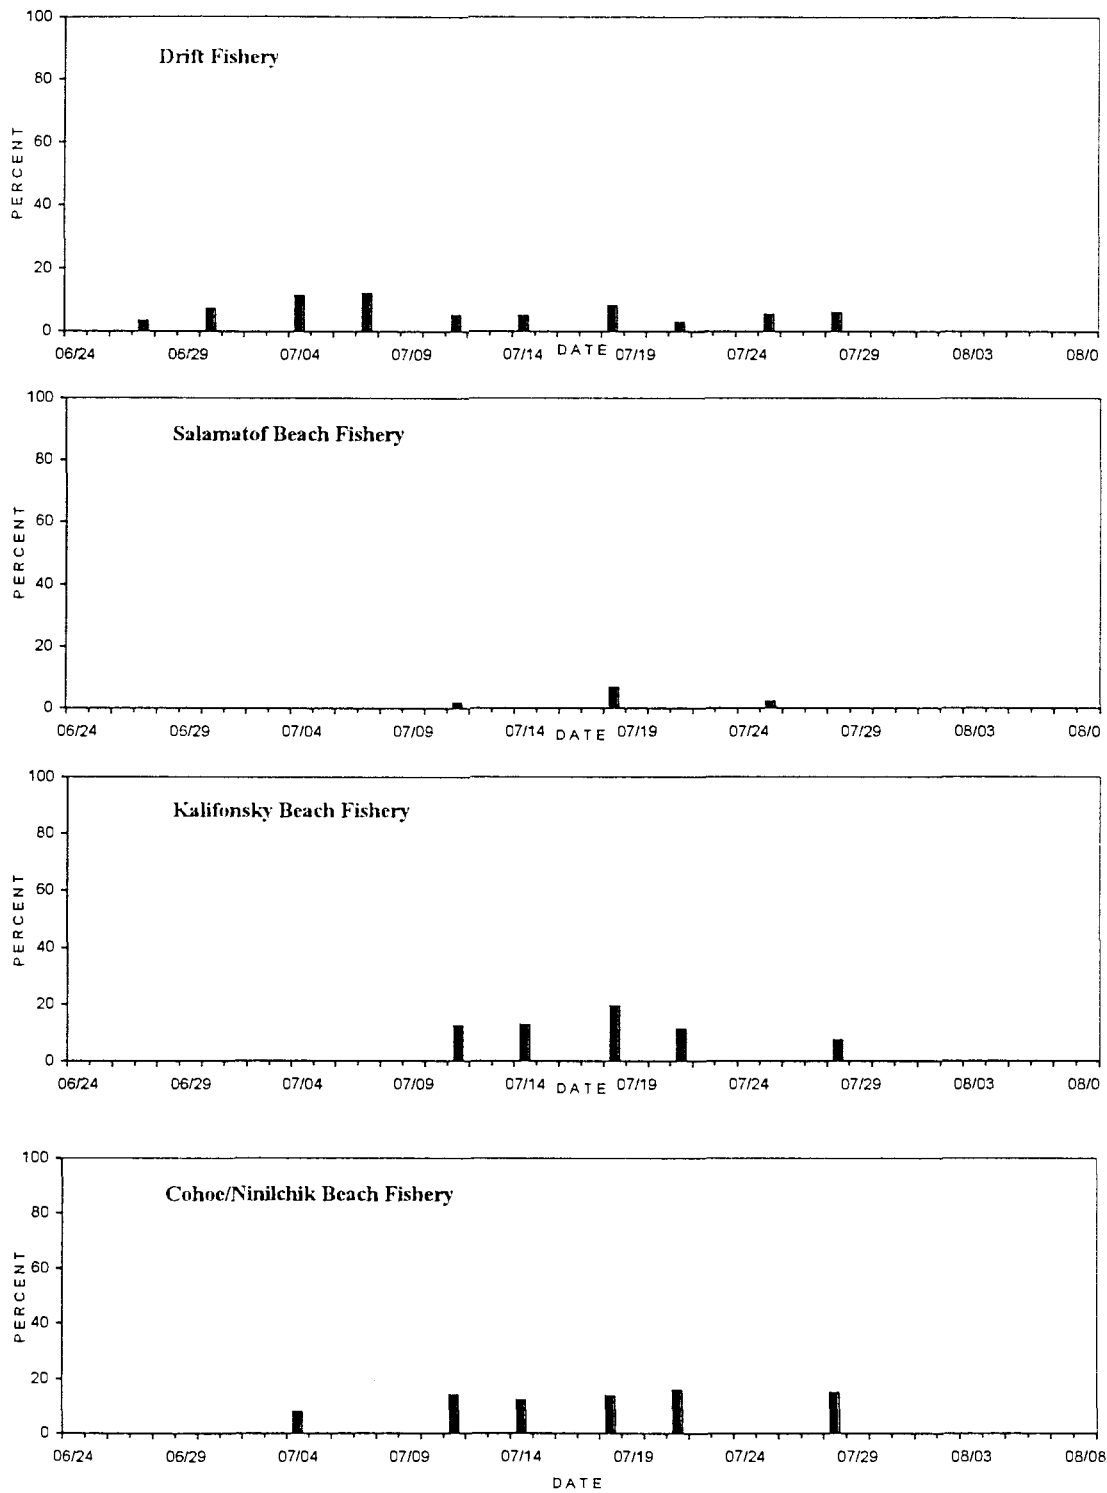 100
Drift Fishery
80
60
40
20
0
PERCENT
06/24 06/29 07/04 07/09 07/14 DATE 07/19 07/24 07/29 08/03 08/0
100
Salamatof Beach Fishery
80
60
40
20
0
PERCENT
06/24 06/29 07/04 07/09 07/14 DATE 07/19 07/24 07/29 08/03 08/0
100
Kalifonsky Beach Fishery
80
60
40
20
0
PERCENT
06/24 06/29 07/04 07/09 07/14 DATE 07/19 07/24 07/29 08/03 08/0
100
Cohoe/Ninilchik Beach Fishery
80
60
40
20
0
PERCENT
06/24 06/29 07/04 07/09 07/14 07/19 07/24 07/29 08/03 08/08
DATE